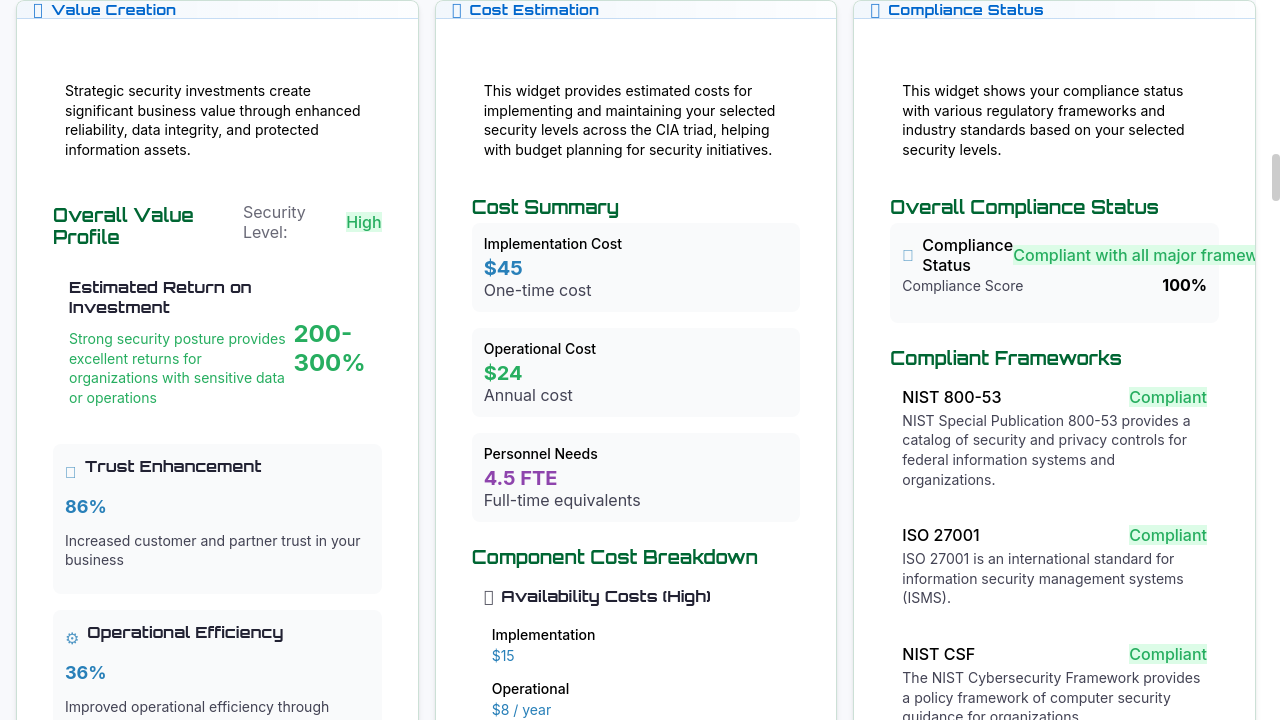 Value Creation
Strategic security investments create
significant business value through enhanced
reliability, data integrity, and protected
information assets.
Overall Value
Profile
Security
Level:
High
Estimated Return on
Investment
Strong security posture provides
excellent returns for
organizations with sensitive data
or operations
200-
300%
Trust Enhancement
86%
Increased customer and partner trust in your
business
Operational Efficiency
36%
Improved operational efficiency through
Cost Estimation
This widget provides estimated costs for
implementing and maintaining your selected
security levels across the CIA triad, helping
with budget planning for security initiatives.
Cost Summary
Implementation Cost
$45
One-time cost
Operational Cost
$24
Annual cost
Personnel Needs
4.5 FTE
Full-time equivalents
Component Cost Breakdown
Availability Costs (High)
Implementation
$15
Operational
$8 / year
Compliance Status
This widget shows your compliance status
with various regulatory frameworks and
industry standards based on your selected
security levels.
Overall Compliance Status
Compliance
Status
Compliant with all major framew
Compliance Score
100%
Compliant Frameworks
NIST 800-53
Compliant
NIST Special Publication 800-53 provides a
catalog of security and privacy controls for
federal information systems and
organizations.
ISO 27001
Compliant
ISO 27001 is an international standard for
information security management systems
(ISMS).
NIST CSF
Compliant
The NIST Cybersecurity Framework provides
a policy framework of computer security
guidance for organizations